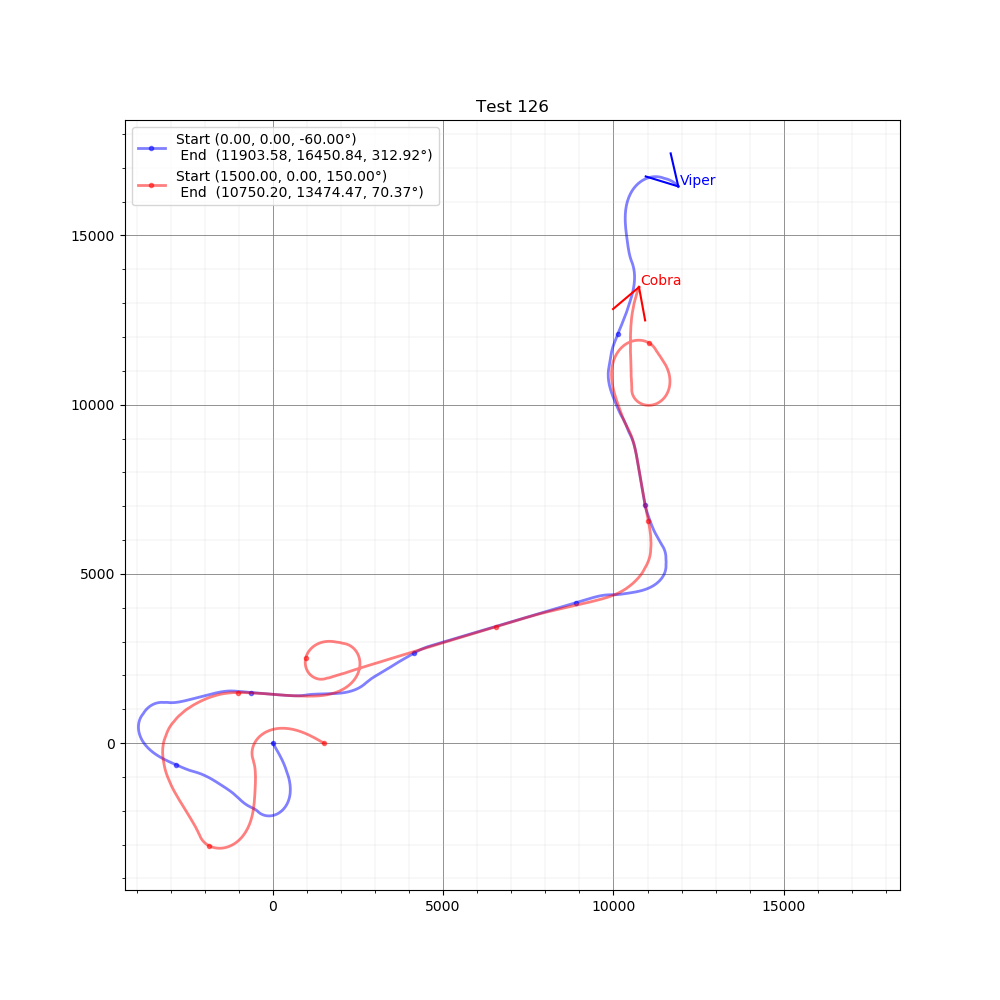 Test 126
Start (0.00, 0.00, -60.00°)
End  (11903.58, 16450.84, 312.92°)
Start (1500.00, 0.00, 150.00°)
End  (10750.20, 13474.47, 70.37°)
Viper
Cobra
15000
10000
5000
0
0
5000
10000
15000